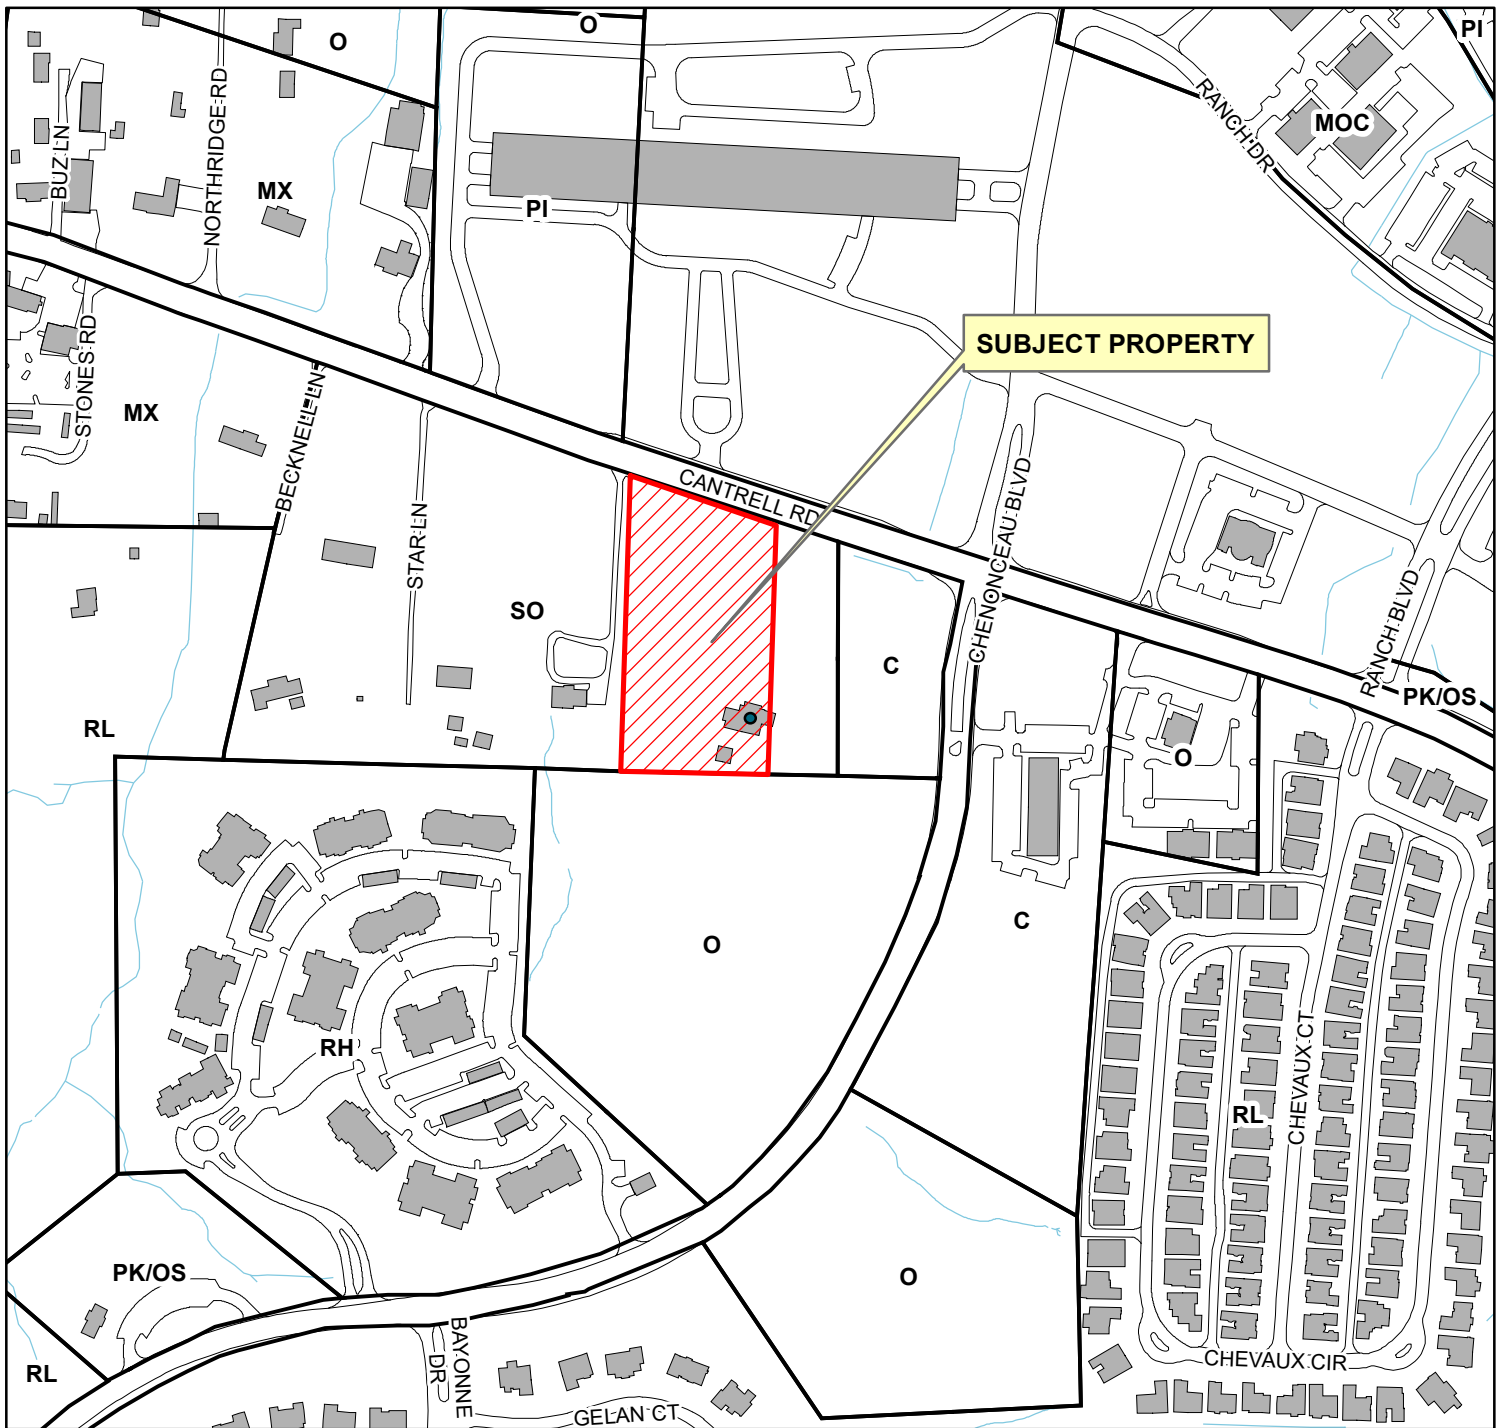 O
O
PI
RANCH DR
MOC
BUZ LN
NORTHRIDGE RD
MX
PI
STONES RD
SUBJECT PROPERTY
MX
BECKNELL LN
STAR LN
CANTRELL RD
CHENONCEAU BLVD
SO
C
RANCH BLVD
PK/OS
RL
O
O
C
RH
CHEVAUX CT
RL
PK/OS
O
RL
BAYONNE
DR
CHEVAUX CIR
GELAN CT